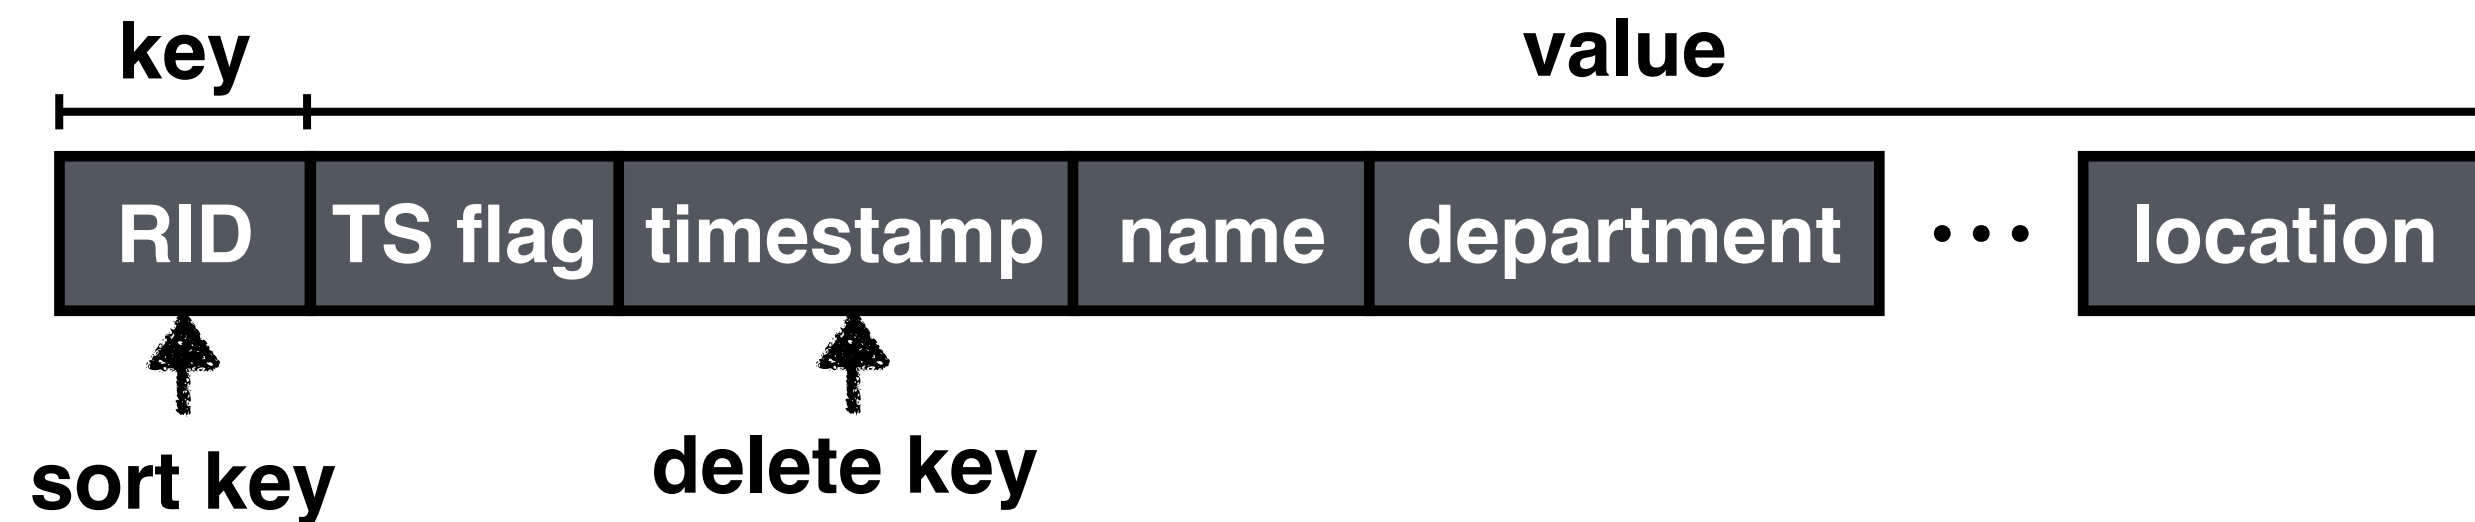 key value
RID TS flag timestamp name department ... location
sort key delete key